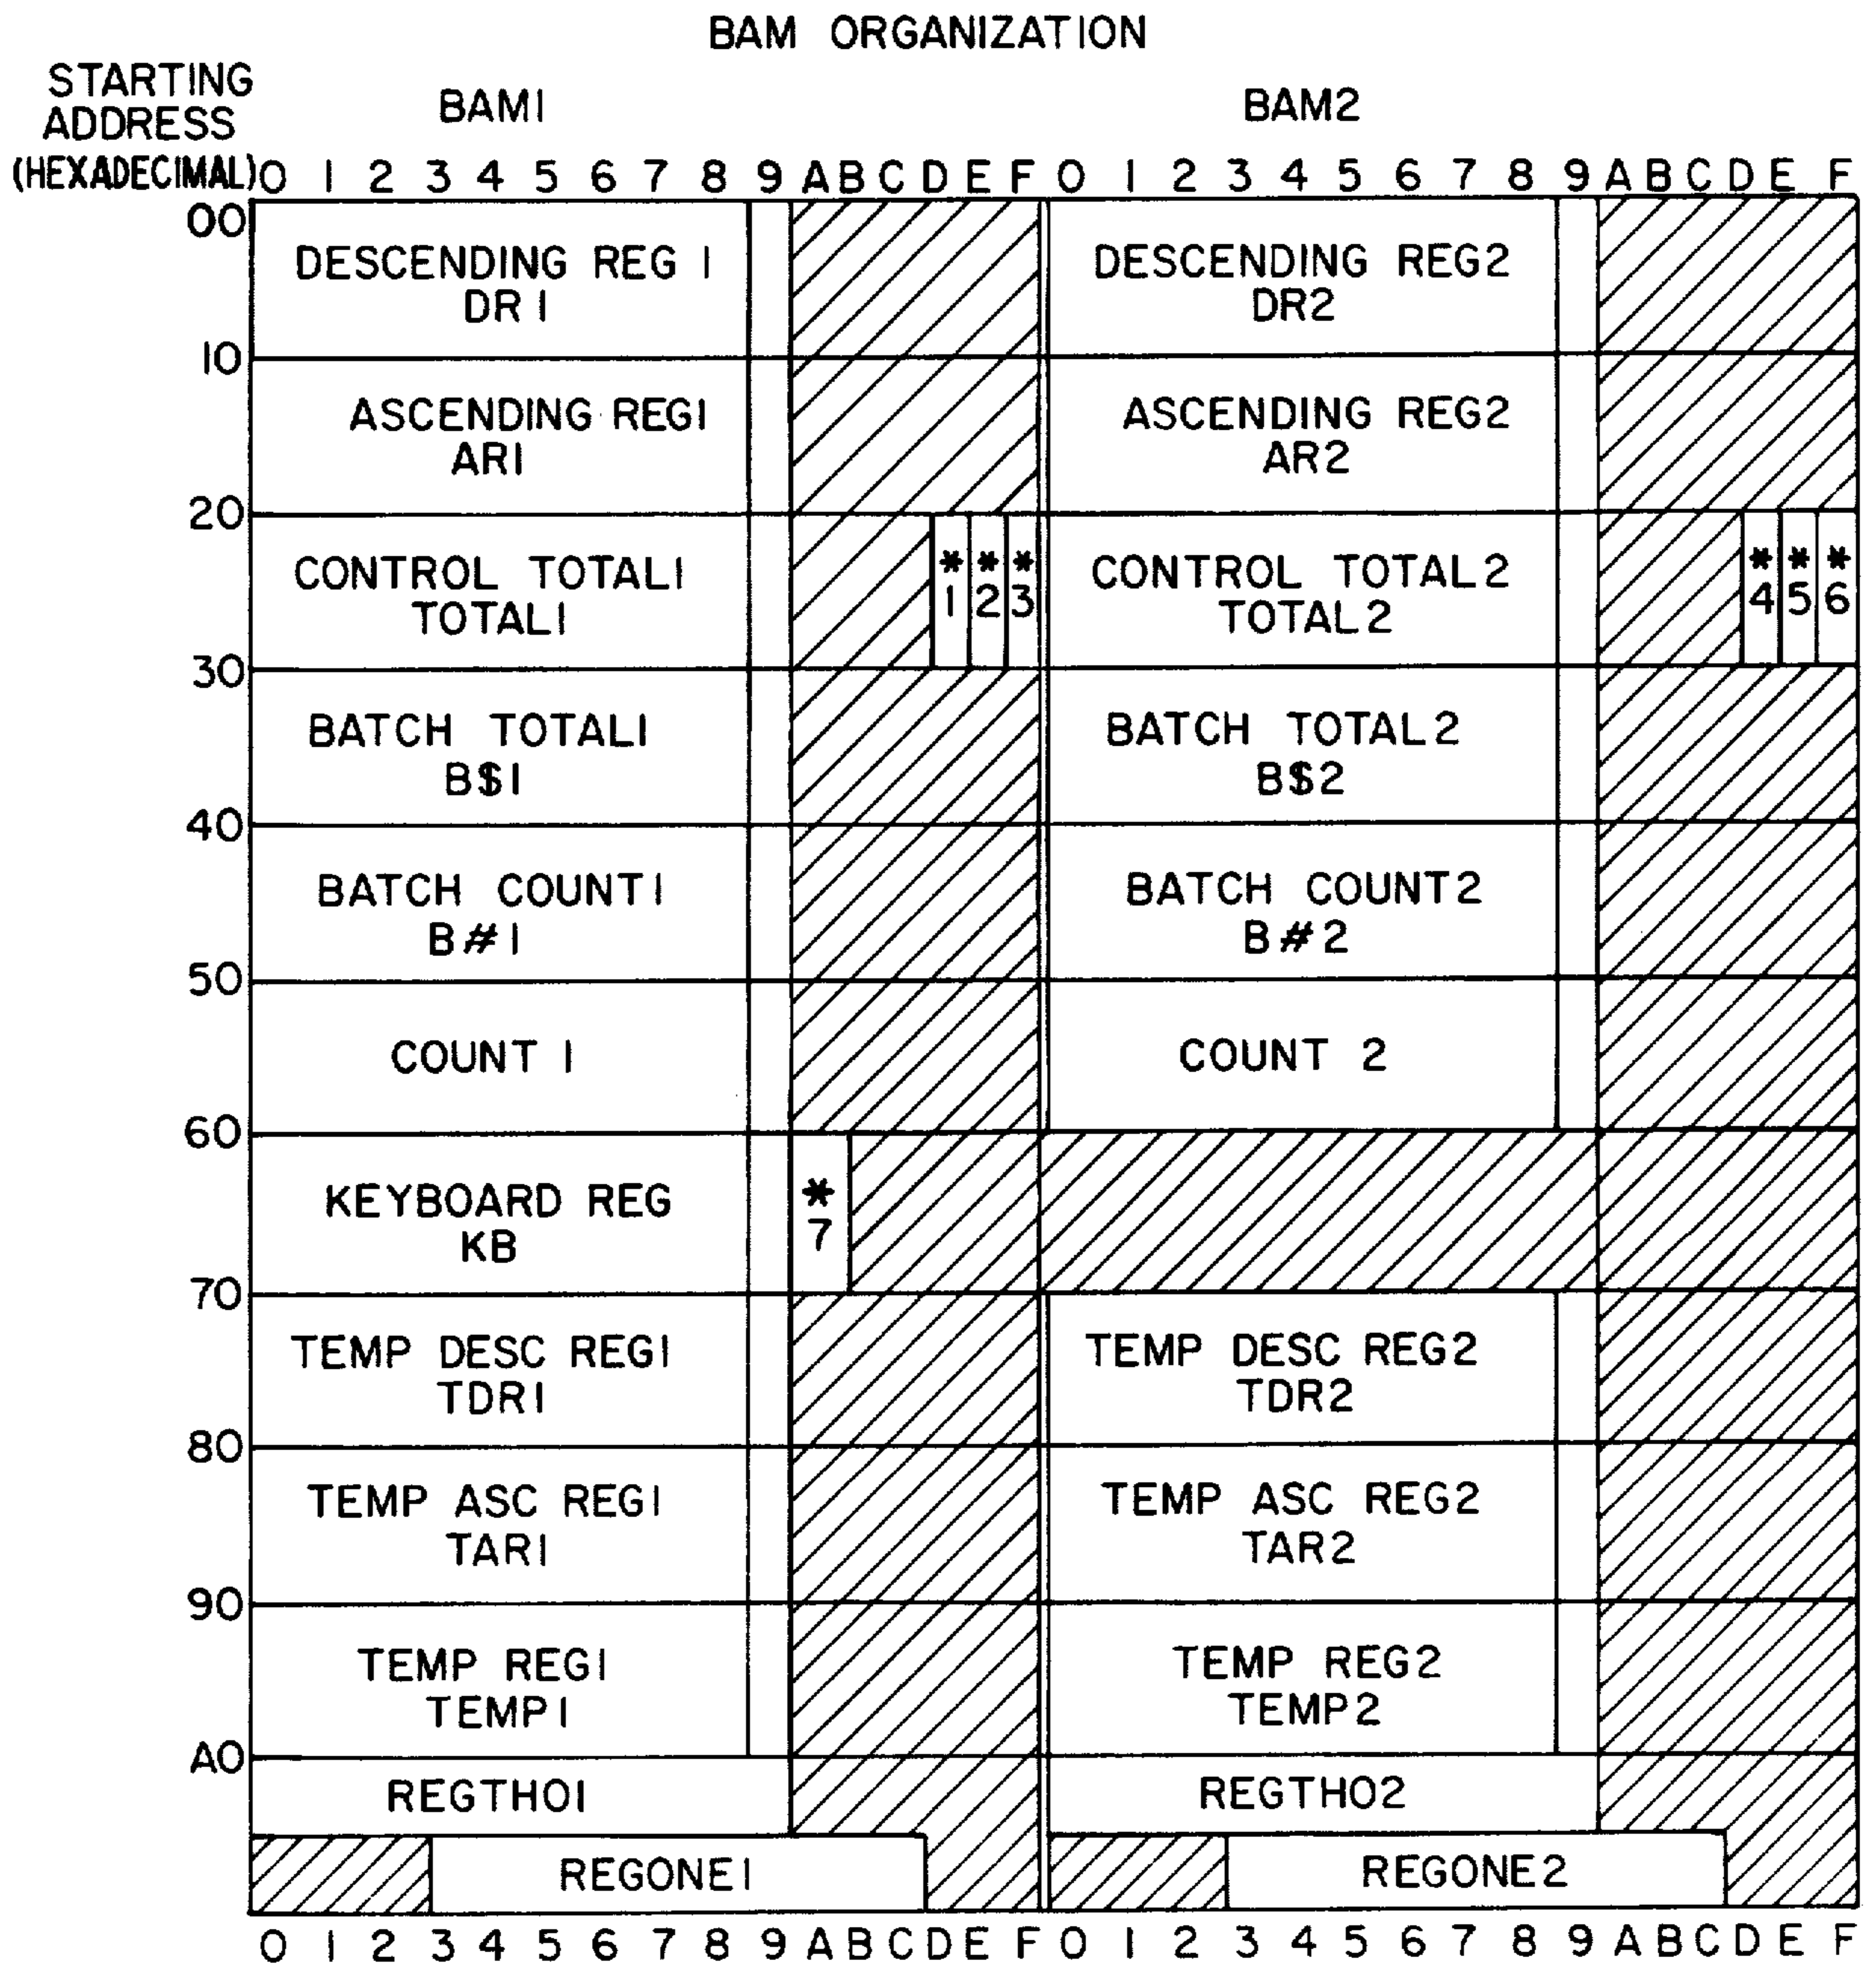 BAM ORGANIZATION
STARTING
ADDRESS
(HEXADECIMAL)
BAM1 BAM2
0 1 2 3 4 5 6 7 8 9 A B C D E F 0 1 2 3 4 5 6 7 8 9 A B C D E F
00
DESCENDING REG 1 DESCENDING REG2
DR 1 DR2
10
ASCENDING REG1 ASCENDING REG2
AR1 AR2
20
CONTROL TOTAL1 * * * CONTROL TOTAL2 * * *
TOTAL1 1 2 3 TOTAL2 4 5 6
30
BATCH TOTAL1 BATCH TOTAL2
B$1 B$2
40
BATCH COUNT1 BATCH COUNT2
B#1 B#2
50
COUNT 1 COUNT 2
60
KEYBOARD REG *
KB 7
70
TEMP DESC REG1 TEMP DESC REG2
TDR1 TDR2
80
TEMP ASC REG1 TEMP ASC REG2
TAR1 TAR2
90
TEMP REG1 TEMP REG2
TEMP1 TEMP2
A0
REGTHO1 REGTHO2
REGONE1 REGONE2
0 1 2 3 4 5 6 7 8 9 A B C D E F 0 1 2 3 4 5 6 7 8 9 A B C D E F